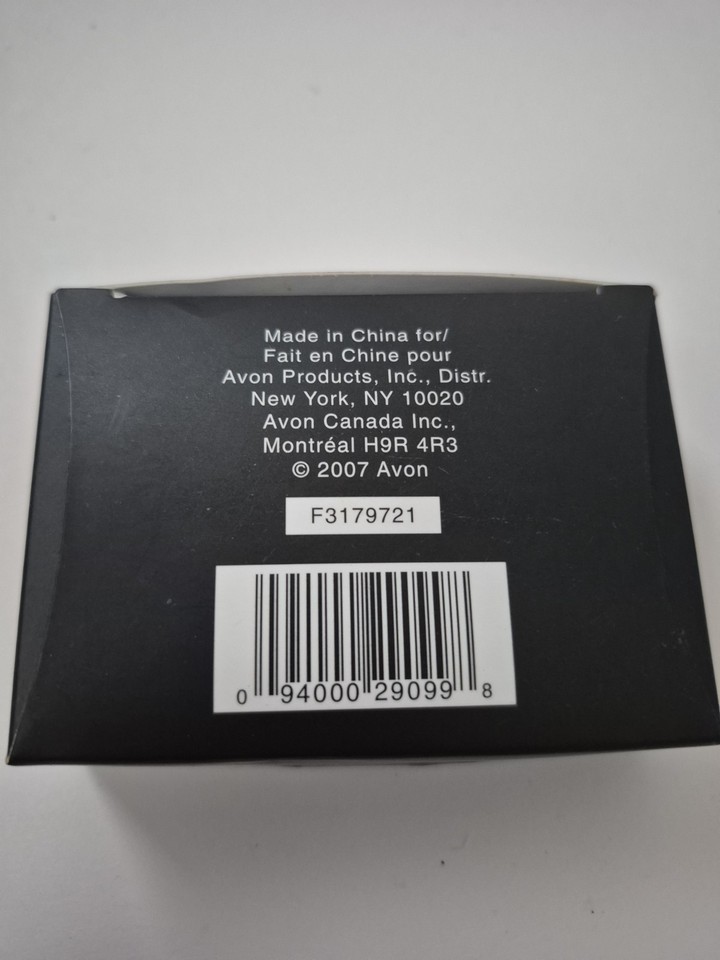 Made in China for/
Fait en Chine pour
Avon Products, Inc., Distr.
New York, NY 10020
Avon Canada Inc.,
Montréal H9R 4R3
© 2007 Avon
F3179721
0 94000 29099 8